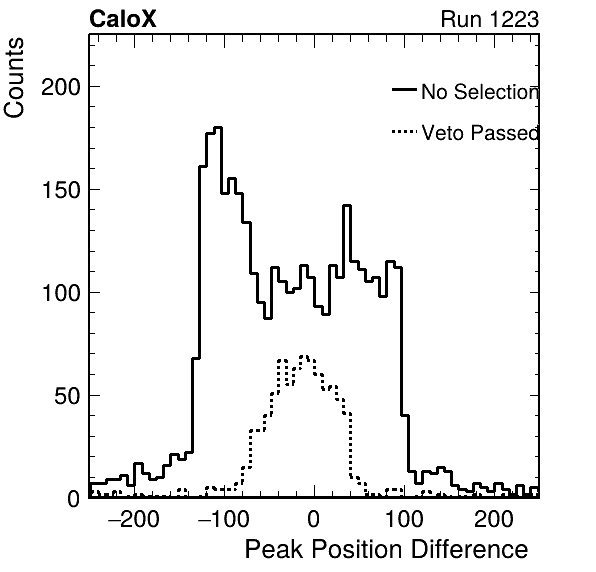 CaloX Run 1223
Counts
200
150
100
50
0
No Selection
Veto Passed
−200 −100 0 100 200
Peak Position Difference